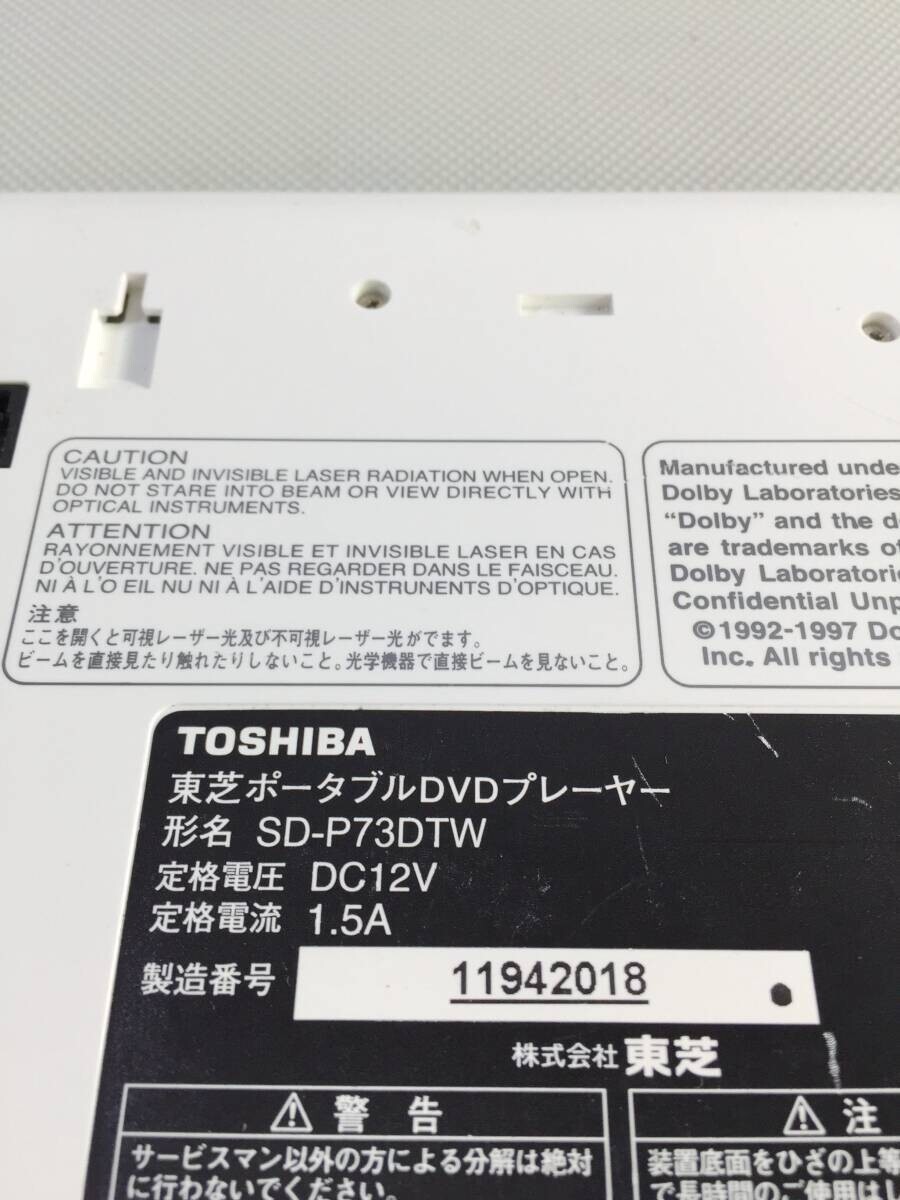 CAUTION
VISIBLE AND INVISIBLE LASER RADIATION WHEN OPEN.
DO NOT STARE INTO BEAM OR VIEW DIRECTLY WITH
OPTICAL INSTRUMENTS.
ATTENTION
RAYONNEMENT VISIBLE ET INVISIBLE LASER EN CAS
D'OUVERTURE. NE PAS REGARDER DANS LE FAISCEAU.
NI À L'O EIL NU NI À L'AIDE D'INSTRUNENTS D'OPTIQUE.
注意
ここを開くと可視レーザー光及び不可視レーザー光がでます。
ビームを直接見たり触れたりしないこと。光学機器で直接ビームを見ないこと。
Manufactured unde
Dolby Laboratories
“Dolby” and the d
are trademarks of
Dolby Laboratorie
Confidential Unp
©1992-1997 Do
Inc. All rights
TOSHIBA
東芝ポータブルDVDプレーヤー
形名 SD-P73DTW
定格電圧 DC12V
定格電流 1.5A
製造番号 11942018
株式会社 東芝
⚠ 警 告
サービスマン以外の方による分解は絶対
に行わないでください。
⚠ 注
装置底面をひざの上等
で長時間のご使用はし